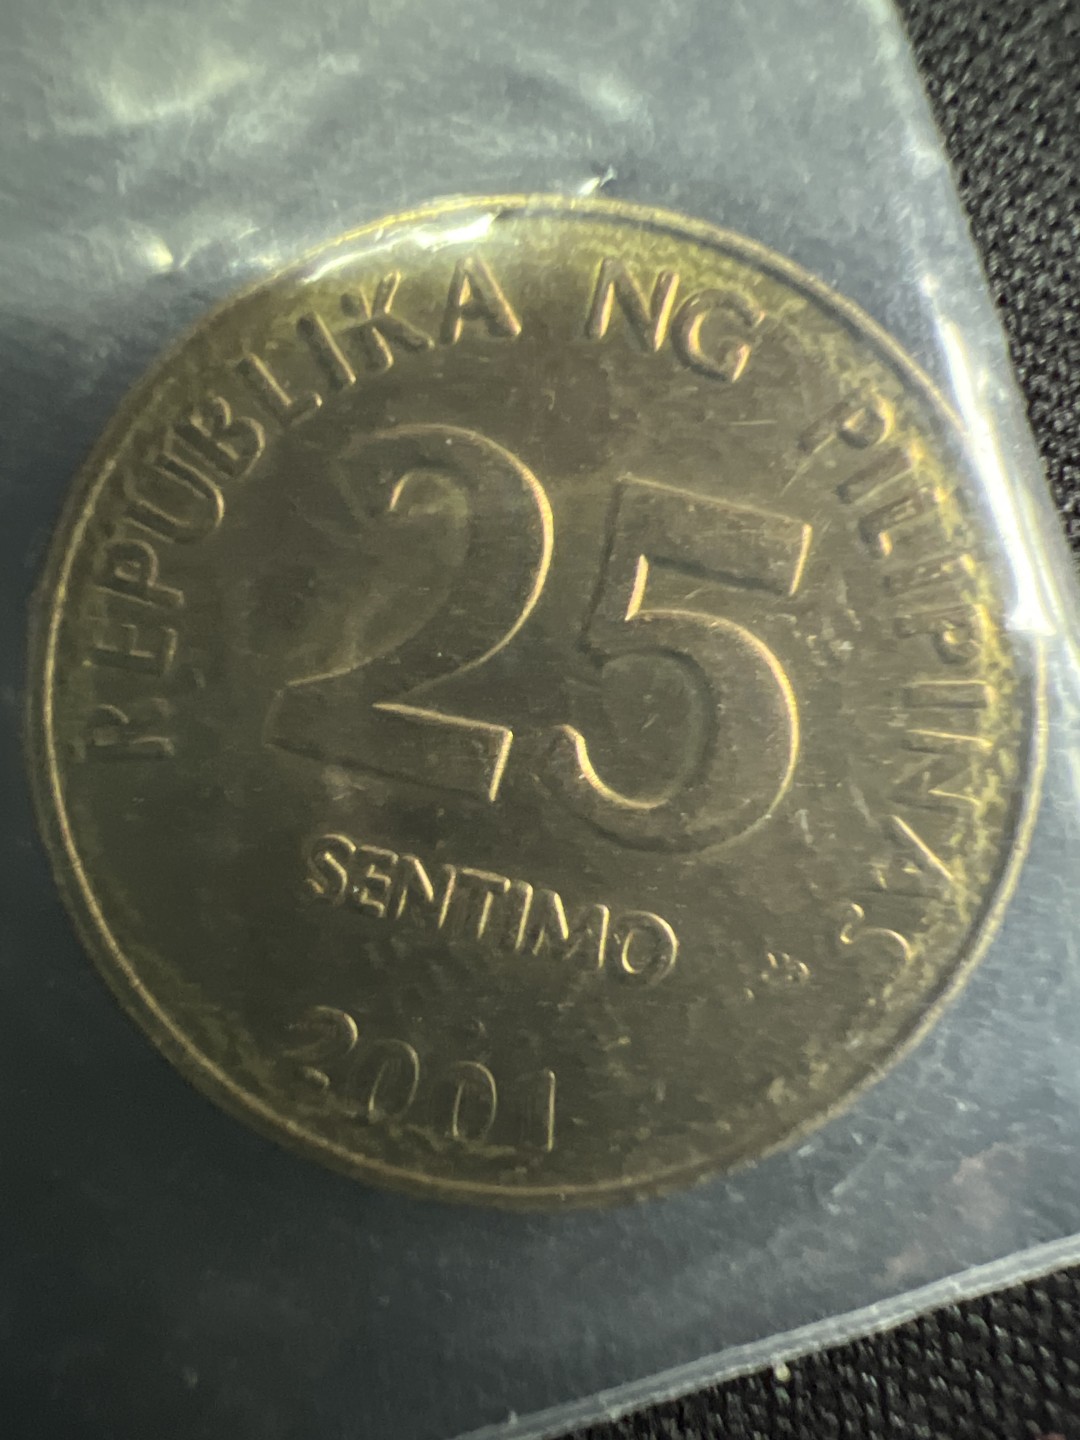 REPUBLIKA NG PILIPINAS
25
SENTIMO
2001